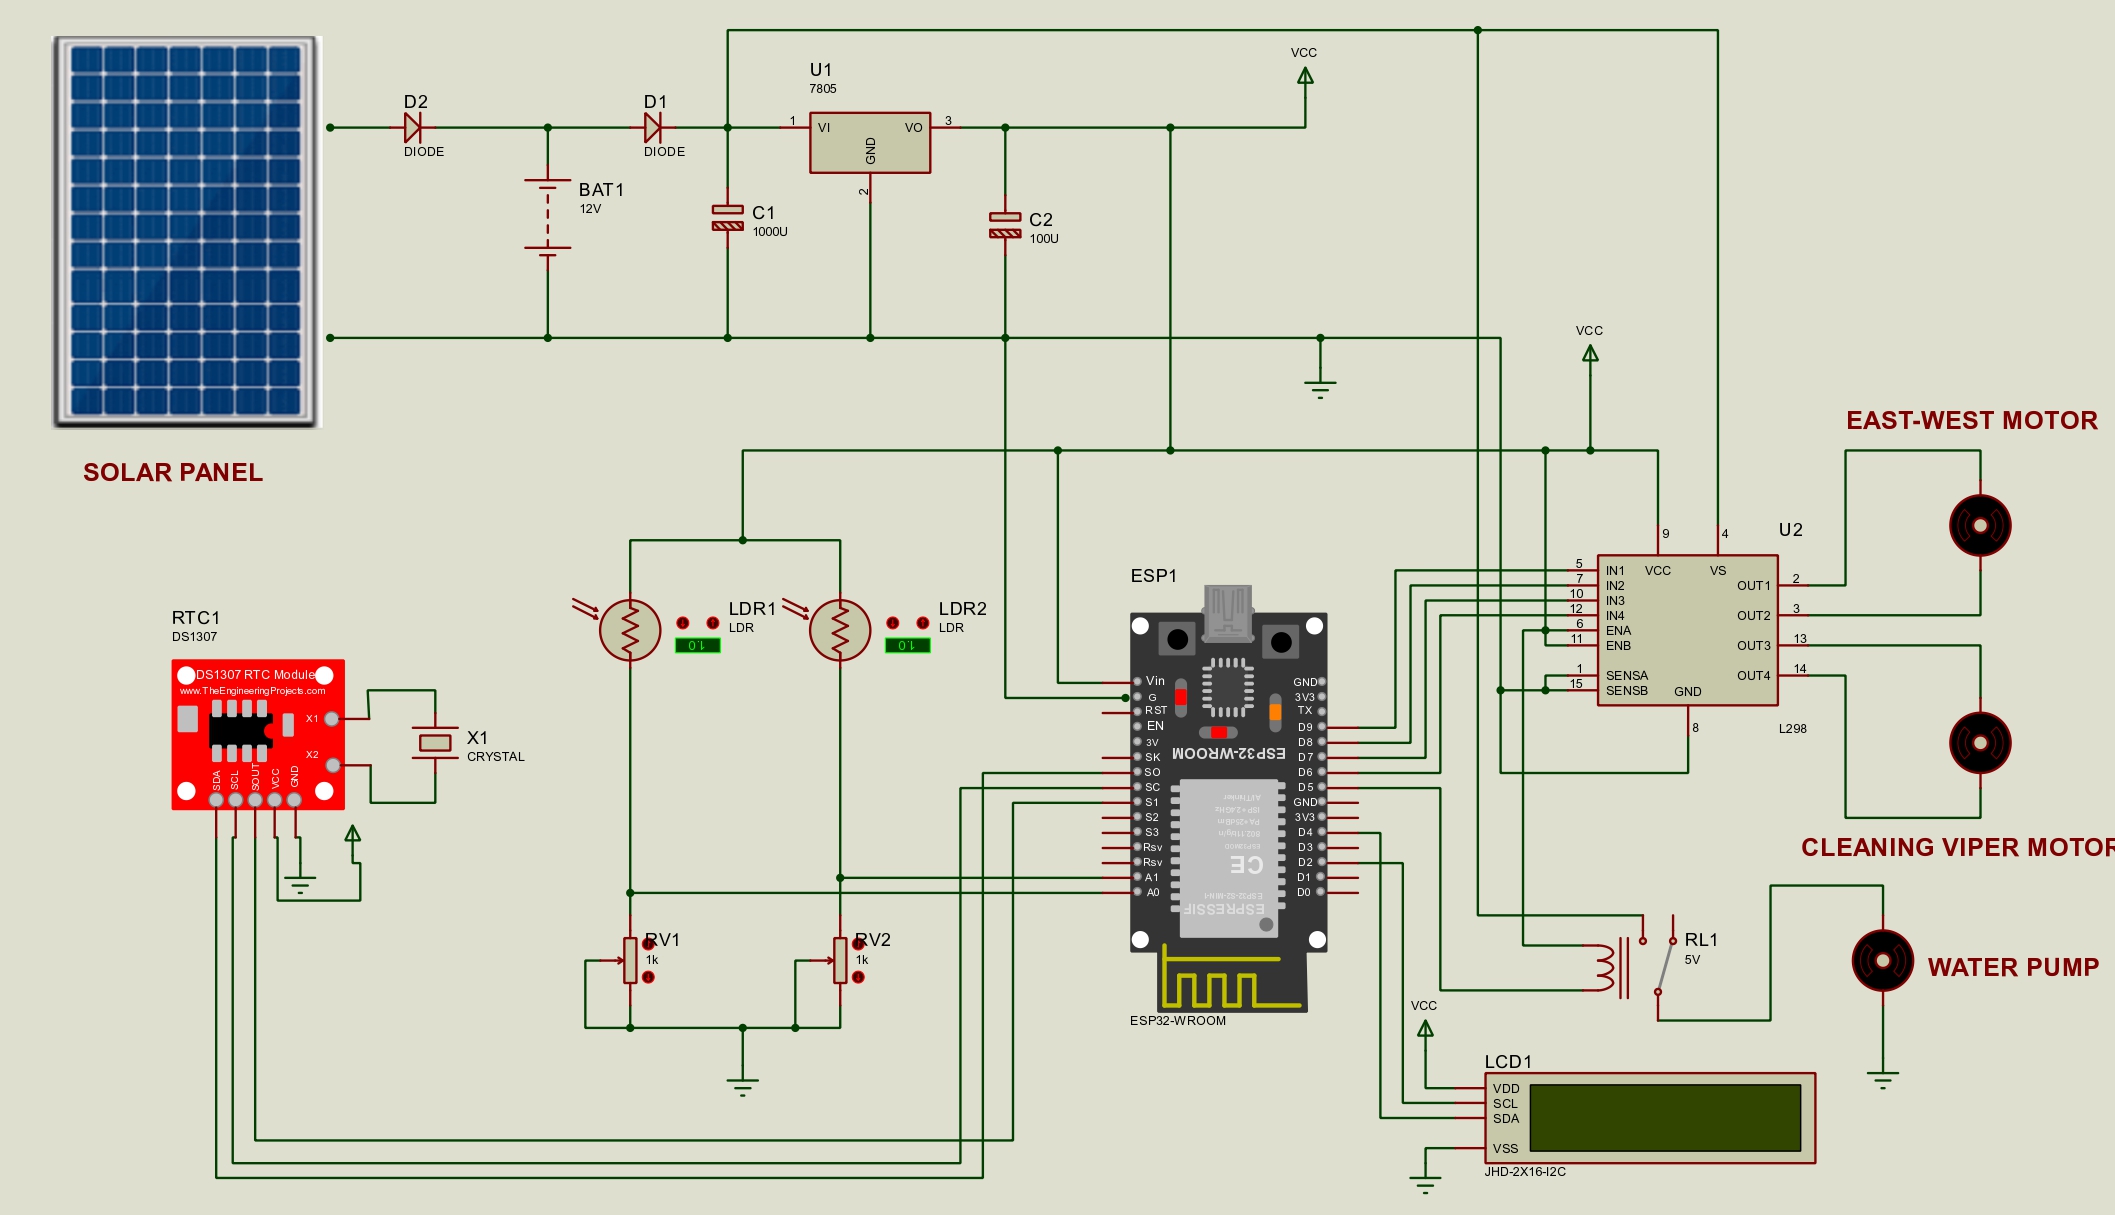 VCC
U1
7805
D2
D1
1
VI
VO
3
GND
2
DIODE
DIODE
BAT1
12V
C1
1000U
C2
100U
VCC
EAST-WEST MOTOR
SOLAR PANEL
U2
9
4
ESP1
5
IN1
VCC
VS
7
IN2
OUT1
2
10
IN3
12
IN4
OUT2
3
6
ENA
11
ENB
OUT3
13
1
SENSA
OUT4
14
15
SENSB
GND
8
L298
RTC1
DS1307
LDR1
LDR
LDR2
LDR
1.0
1.0
DS1307 RTC Module
www.TheEngineeringProjects.com
X1
X2
SDA
SCL
SOUT
VCC
GND
X1
CRYSTAL
Vin
G
RST
EN
3V
SK
SO
SC
S1
S2
S3
Rsv
Rsv
A1
A0
GND
3V3
TX
D9
D8
D7
D6
D5
GND
3V3
D4
D3
D2
D1
D0
ESP32-WROOM
CE
ESPRESSIF
ESP32-WROOM
CLEANING VIPER MOTOR
RV1
1k
RV2
1k
RL1
5V
WATER PUMP
VCC
LCD1
VDD
SCL
SDA
VSS
JHD-2X16-I2C